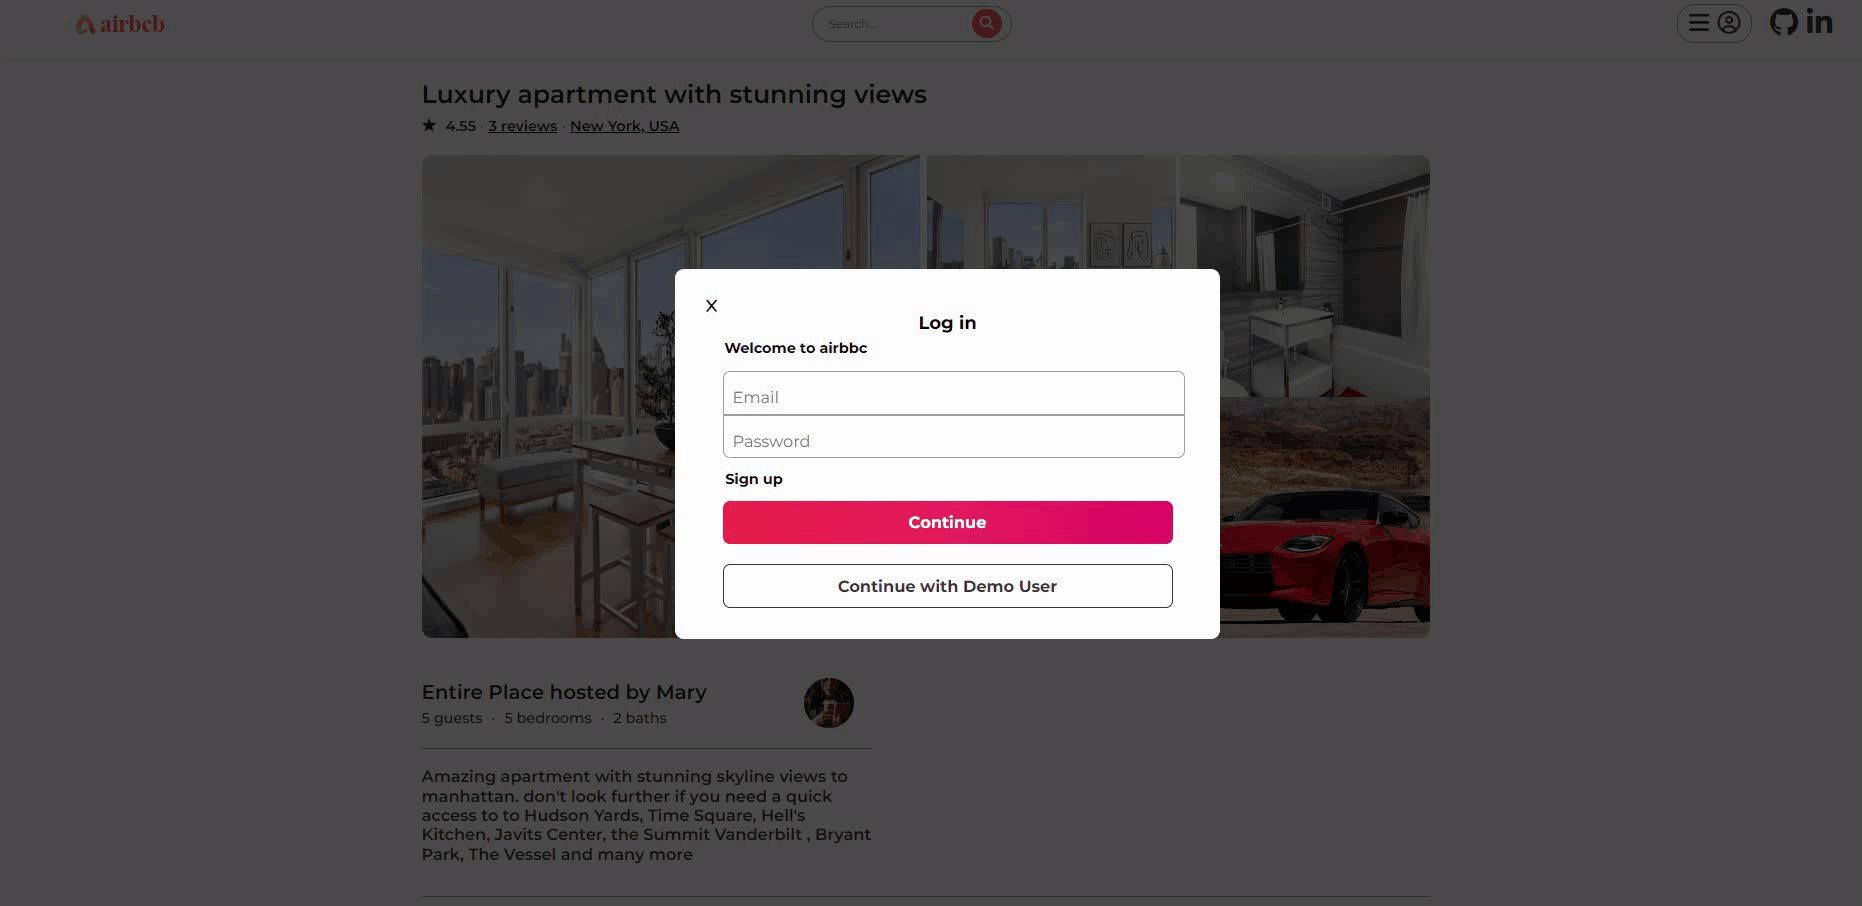 airbcb
Search...
in
Luxury apartment with stunning views
★ 4.55 · 3 reviews · New York, USA
X
Log in
Welcome to airbbc
Email
Password
Sign up
Continue
Continue with Demo User
Entire Place hosted by Mary
5 guests · 5 bedrooms · 2 baths
Amazing apartment with stunning skyline views to
manhattan. don't look further if you need a quick
access to to Hudson Yards, Time Square, Hell's
Kitchen, Javits Center, the Summit Vanderbilt , Bryant
Park, The Vessel and many more